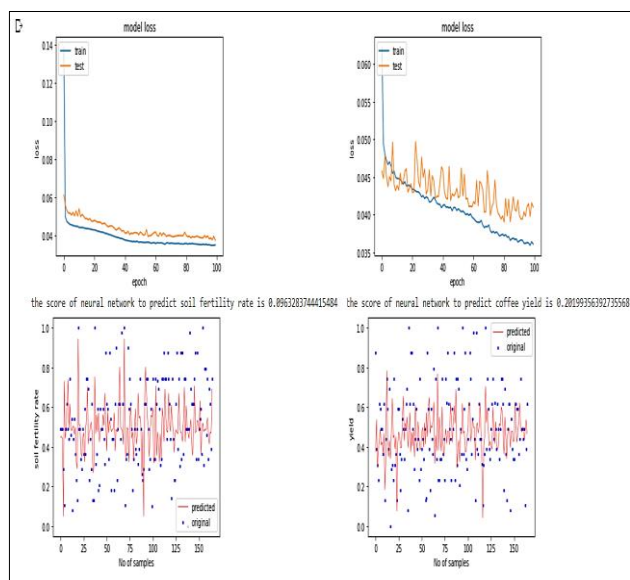 model loss
0.14
0.12
0.10
0.08
0.06
0.04
loss
train
test
0 20 40 60 80 100
epoch
model loss
0.060
0.055
0.050
0.045
0.040
0.035
loss
train
test
0 20 40 60 80 100
epoch
the score of neural network to predict soil fertility rate is 0.0963283744415484
the score of neural network to predict coffee yield is 0.20199356392735568
1.0
0.8
0.6
0.4
0.2
0.0
soil fertility rate
predicted
original
0 25 50 75 100 125 150
No of samples
1.0
0.8
0.6
0.4
0.2
0.0
yield
predicted
original
0 25 50 75 100 125 150
No of samples